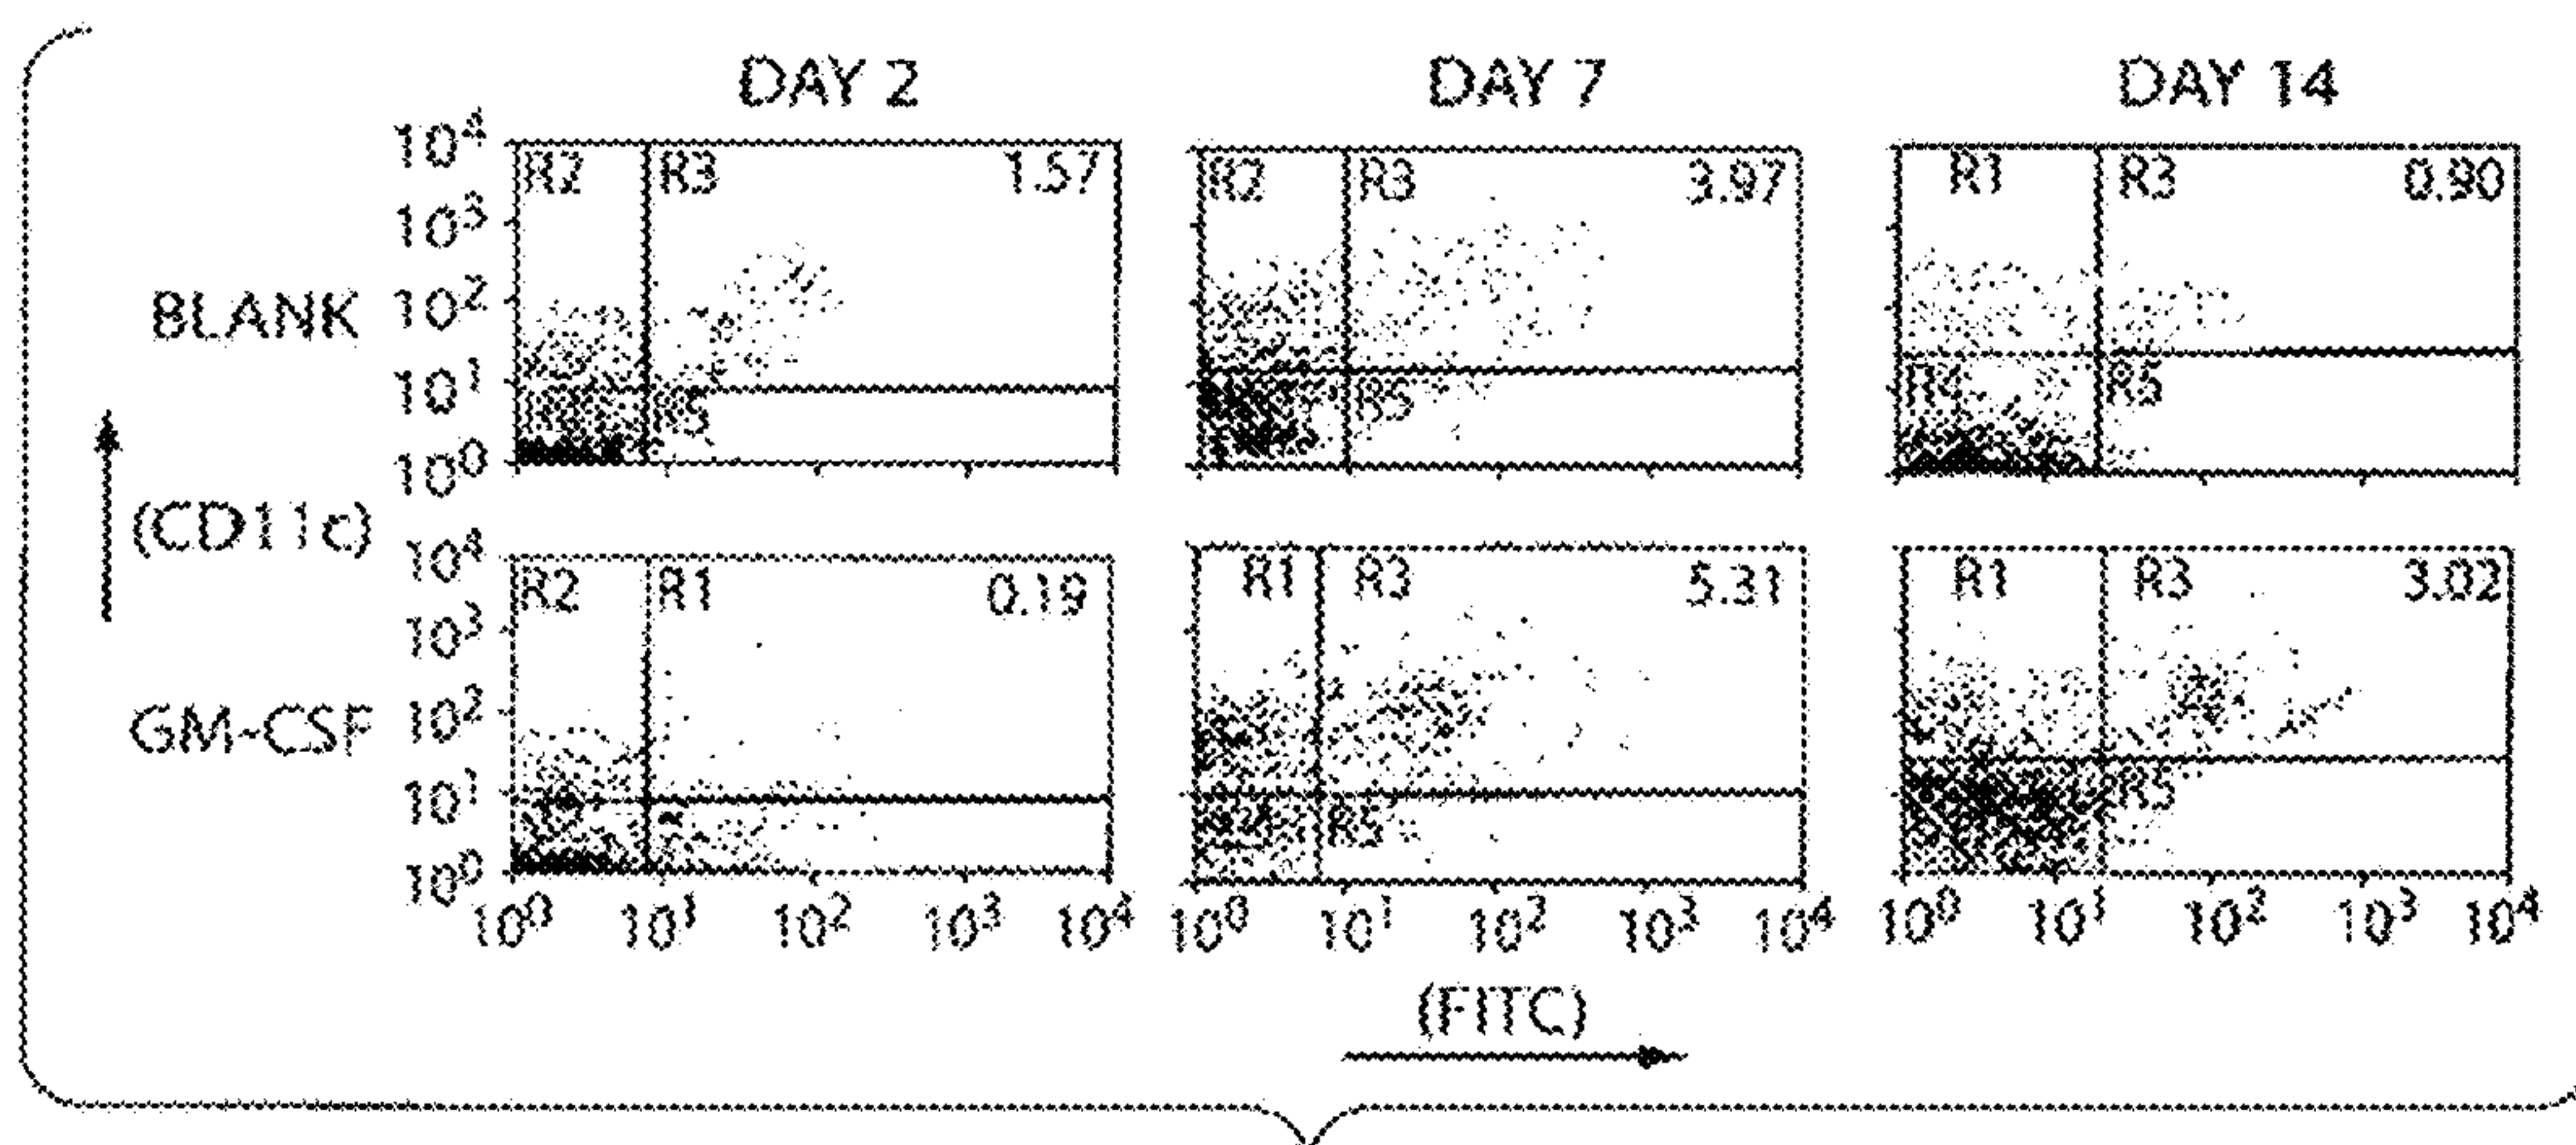 DAY 2 DAY 7 DAY 14
10⁴ R2 R3 1.57 R2 R3 3.97 R1 R3 0.90
10³
BLANK 10²
10¹ R5 R5 R4 R5
10⁰
(CD11c)
10⁴ R2 R1 0.19 R1 R3 5.31 R1 R3 3.02
10³
GM-CSF 10²
10¹ R5 R5
10⁰
10⁰ 10¹ 10² 10³ 10⁴ 10⁰ 10¹ 10² 10³ 10⁴ 10⁰ 10¹ 10² 10³ 10⁴
(FITC)